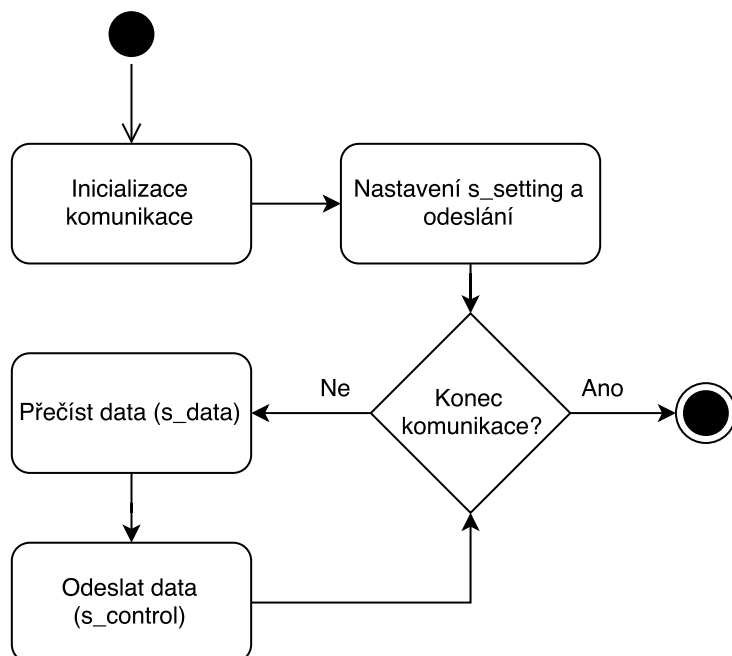 Inicializace
komunikace
Nastavení s_setting a
odeslání
Konec
komunikace?
Ne
Ano
Přečíst data (s_data)
Odeslat data
(s_control)